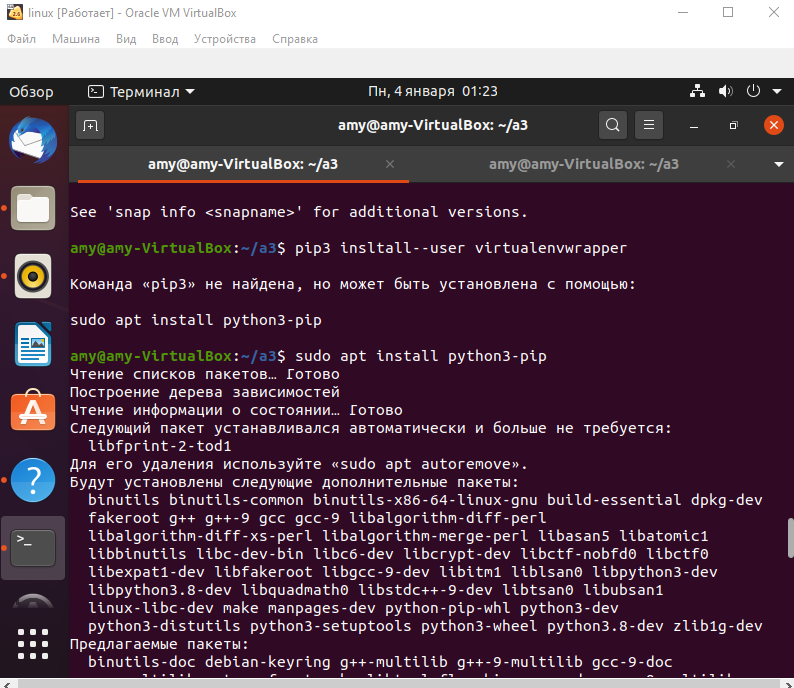 linux [Работает] - Oracle VM VirtualBox
Файл Машина Вид Ввод Устройства Справка
Обзор Терминал Пн, 4 января 01:23
amy@amy-VirtualBox: ~/a3
amy@amy-VirtualBox: ~/a3 amy@amy-VirtualBox: ~/a3
See 'snap info <snapname>' for additional versions.
amy@amy-VirtualBox:~/a3$ pip3 insltall--user virtualenvwrapper
Команда «pip3» не найдена, но может быть установлена с помощью:
sudo apt install python3-pip
amy@amy-VirtualBox:~/a3$ sudo apt install python3-pip
Чтение списков пакетов… Готово
Построение дерева зависимостей
Чтение информации о состоянии… Готово
Следующий пакет устанавливался автоматически и больше не требуется:
libfprint-2-tod1
Для его удаления используйте «sudo apt autoremove».
Будут установлены следующие дополнительные пакеты:
binutils binutils-common binutils-x86-64-linux-gnu build-essential dpkg-dev
fakeroot g++ g++-9 gcc gcc-9 libalgorithm-diff-perl
libalgorithm-diff-xs-perl libalgorithm-merge-perl libasan5 libatomic1
libbinutils libc-dev-bin libc6-dev libcrypt-dev libctf-nobfd0 libctf0
libexpat1-dev libfakeroot libgcc-9-dev libitm1 liblsan0 libpython3-dev
libpython3.8-dev libquadmath0 libstdc++-9-dev libtsan0 libubsan1
linux-libc-dev make manpages-dev python-pip-whl python3-dev
python3-distutils python3-setuptools python3-wheel python3.8-dev zlib1g-dev
Предлагаемые пакеты:
binutils-doc debian-keyring g++-multilib g++-9-multilib gcc-9-doc